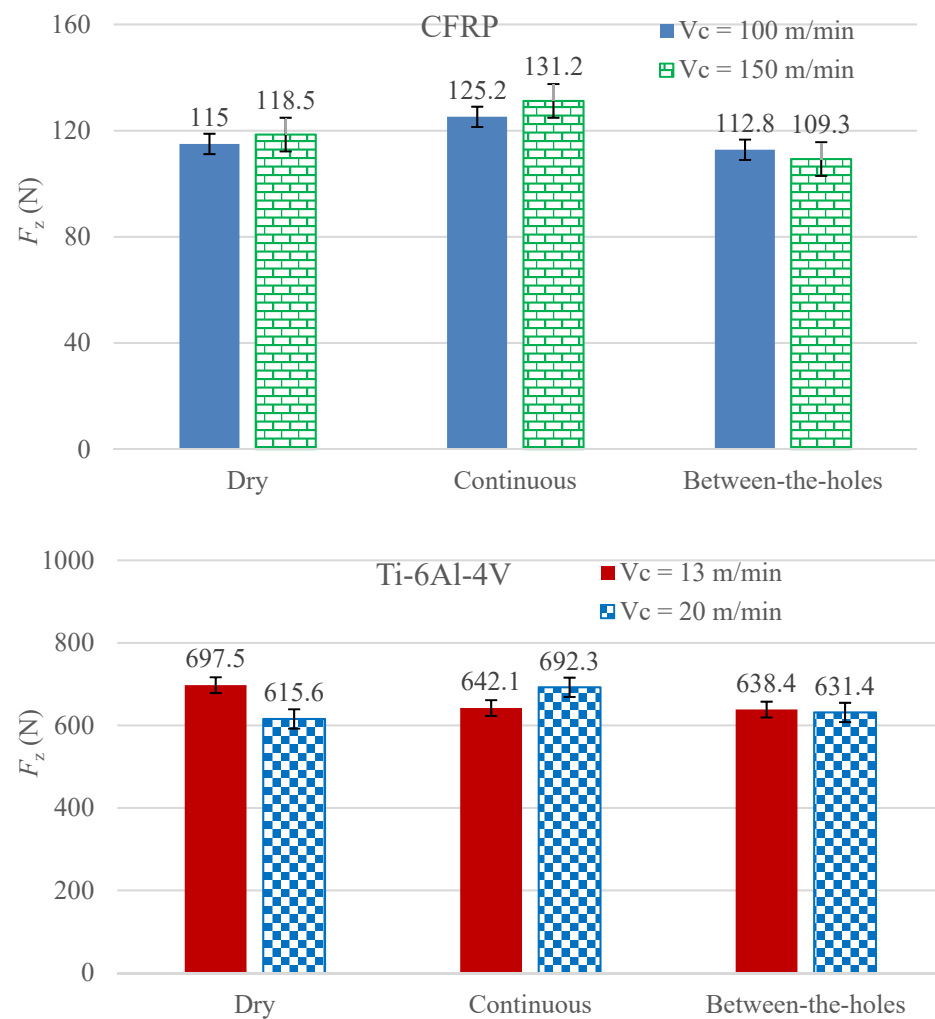 CFRP
Vc = 100 m/min
Vc = 150 m/min
160
120
80
40
0
F_z (N)
115
118.5
125.2
131.2
112.8
109.3
Dry
Continuous
Between-the-holes
Ti-6Al-4V
Vc = 13 m/min
Vc = 20 m/min
1000
800
600
400
200
0
F_z (N)
697.5
615.6
642.1
692.3
638.4
631.4
Dry
Continuous
Between-the-holes